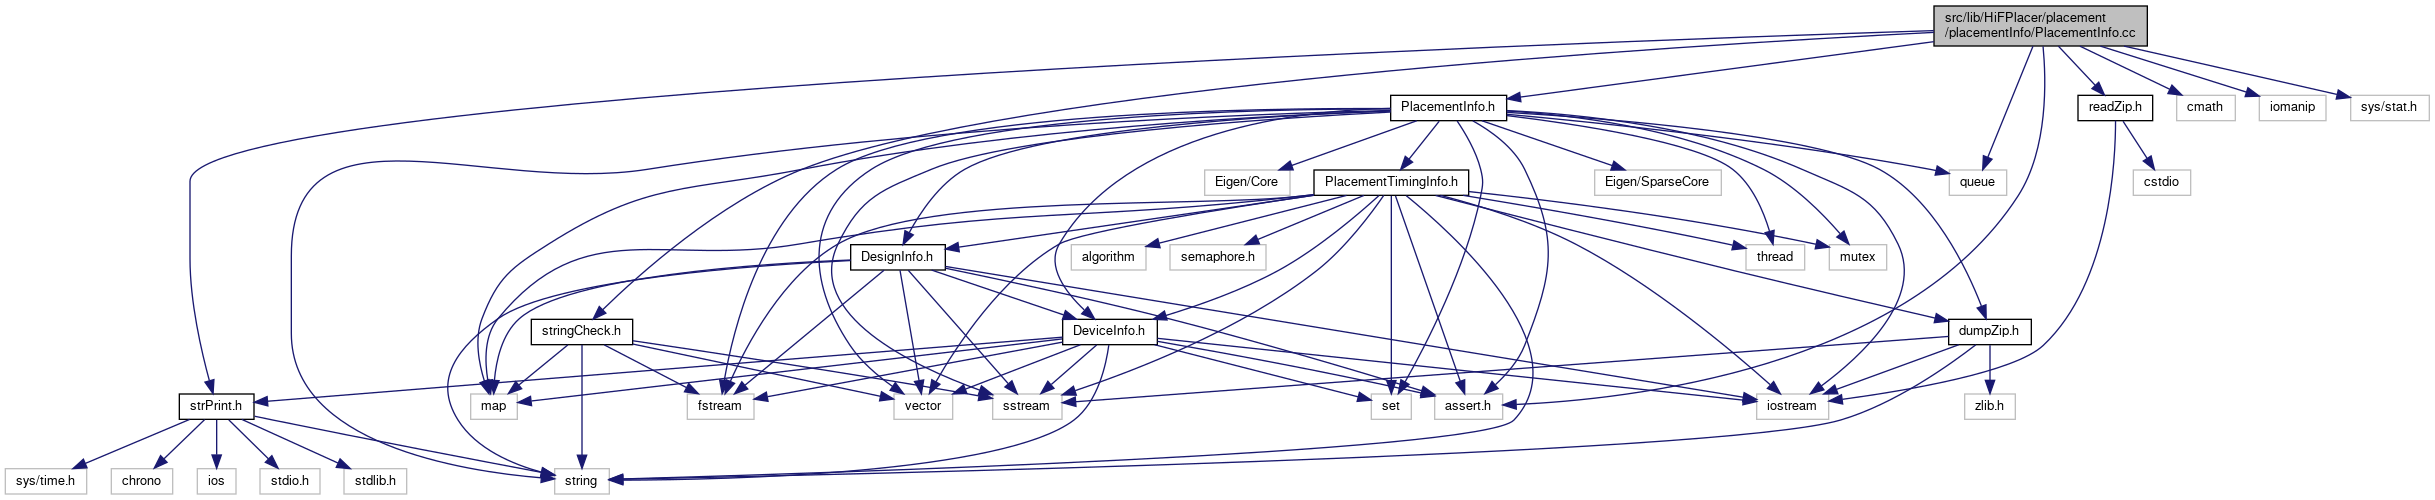 src/lib/HiFPlacer/placement
/placementInfo/PlacementInfo.cc
PlacementInfo.h
readZip.h
cmath
iomanip
sys/stat.h
Eigen/Core
PlacementTimingInfo.h
Eigen/SparseCore
queue
cstdio
DesignInfo.h
algorithm
semaphore.h
thread
mutex
stringCheck.h
DeviceInfo.h
dumpZip.h
strPrint.h
map
fstream
vector
sstream
set
assert.h
iostream
zlib.h
sys/time.h
chrono
ios
stdio.h
stdlib.h
string